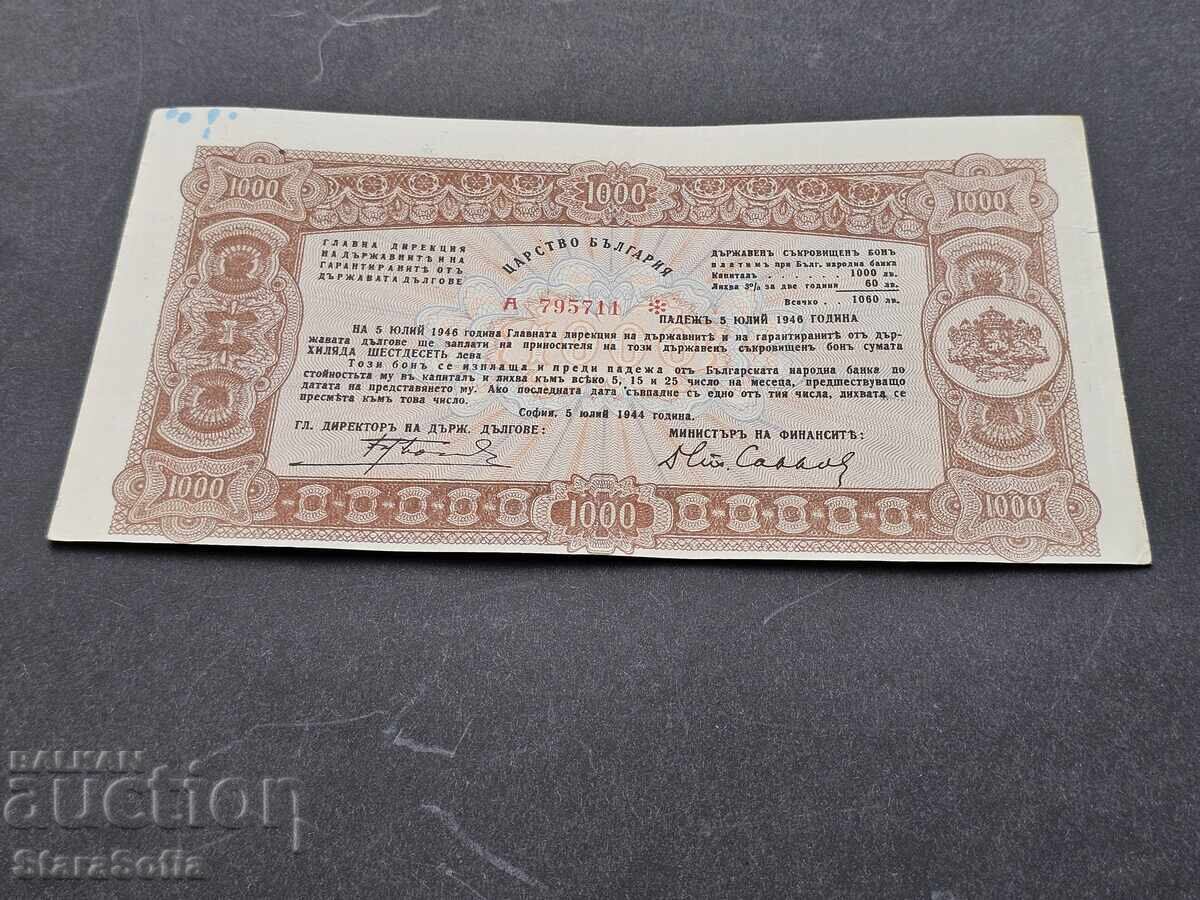 1000
1000
1000
ГЛАВНА ДИРЕКЦИЯ
НА ДЪРЖАВНИТѢ И НА
ГАРАНТИРАНИТѢ ОТЪ
ДЪРЖАВАТА ДЪЛГОВЕ
ЦАРСТВО БЪЛГАРИЯ
ДЪРЖАВЕНЪ СЪКРОВИЩЕНЪ БОНЪ
платимъ при Бълг. народна банка
Капиталъ . . . . . . 1000 лв.
Лихва 3% за две години 60 лв.
Всичко . . 1060 лв.
А 795711
ПАДЕЖЪ 5 ЮЛИЙ 1946 ГОДИНА
НА 5 ЮЛИЙ 1946 година Главната дирекция на държавнитѣ и на гарантиранитѣ отъ дър-
жавата дългове ще заплати на приносителя на този държавенъ съкровищенъ бонъ сумата
ХИЛЯДА ШЕСТДЕСЕТЬ лева
Този бонъ се изплаща и преди падежа отъ Българската народна банка по
стойностьта му въ капиталъ и лихва къмъ всѣко 5, 15 и 25 число на месеца, предшествуващо
датата на представянето му. Ако последната дата съвпадне съ едно отъ тия числа, лихвата се
пресмѣта къмъ това число.
София, 5 юлий 1944 година.
ГЛ. ДИРЕКТОРЪ НА ДЪРЖ. ДЪЛГОВЕ:
МИНИСТЪРЪ НА ФИНАНСИТѢ:
1000
1000
1000
BALKAN
auction
StaraSofia